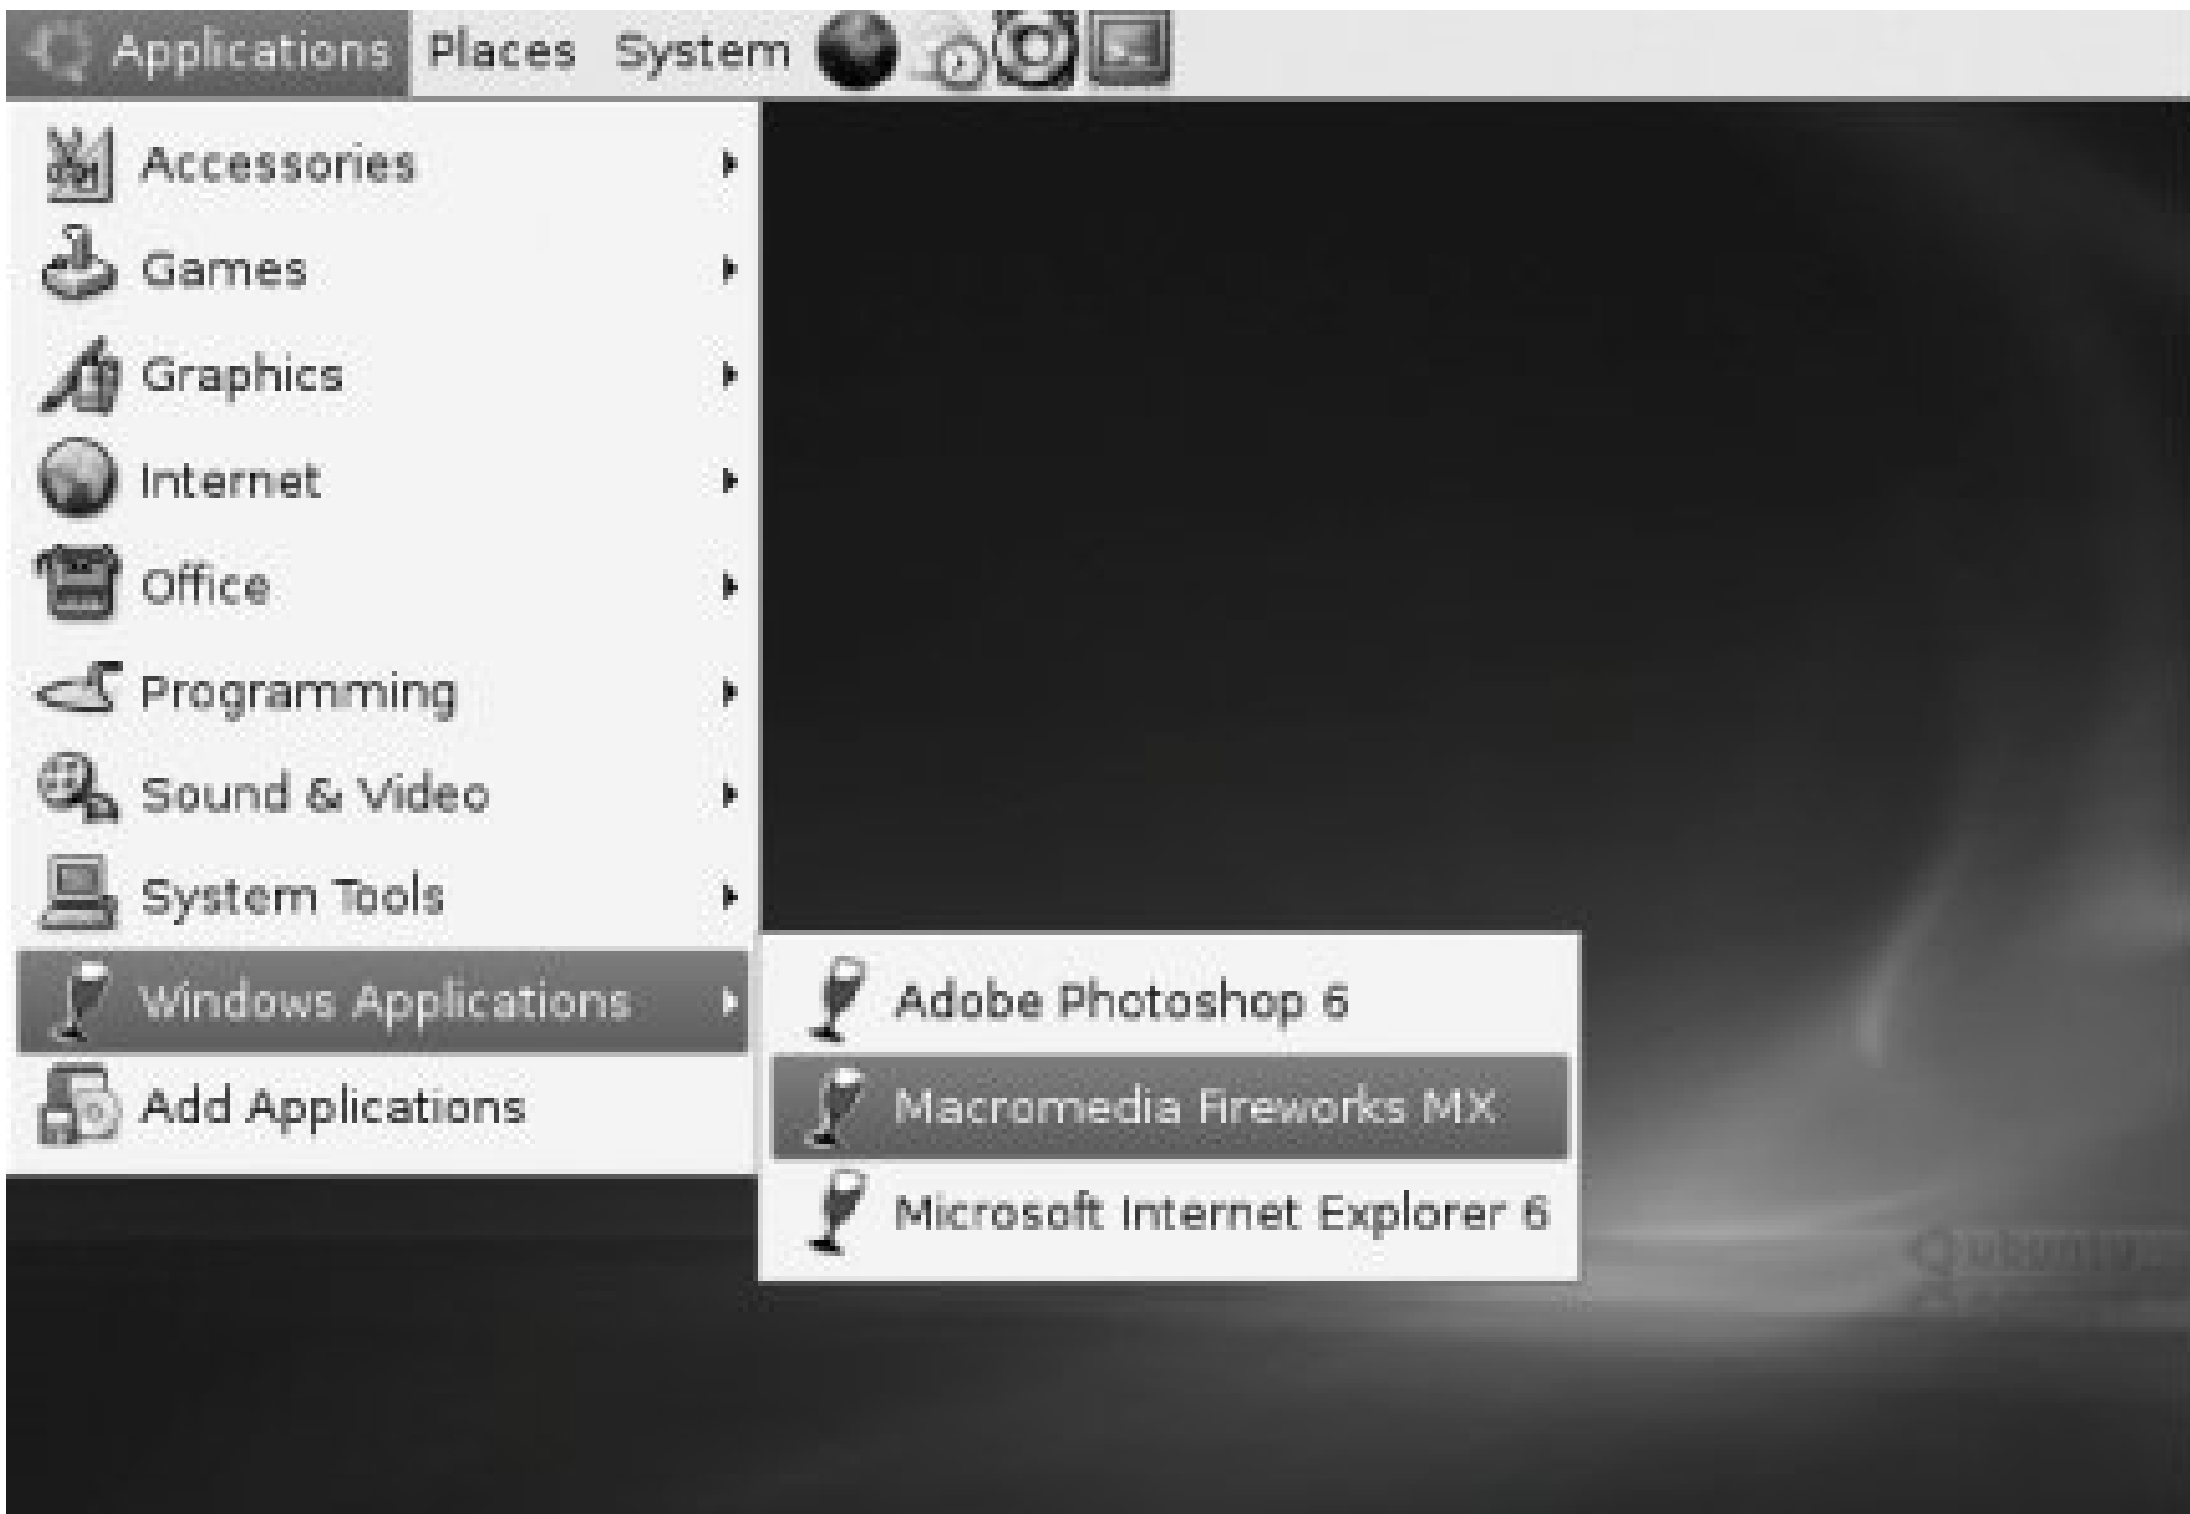 Applications Places System
Accessories
Games
Graphics
Internet
Office
Programming
Sound & Video
System Tools
Windows Applications
Add Applications
Adobe Photoshop 6
Macromedia Fireworks MX
Microsoft Internet Explorer 6
ubuntu